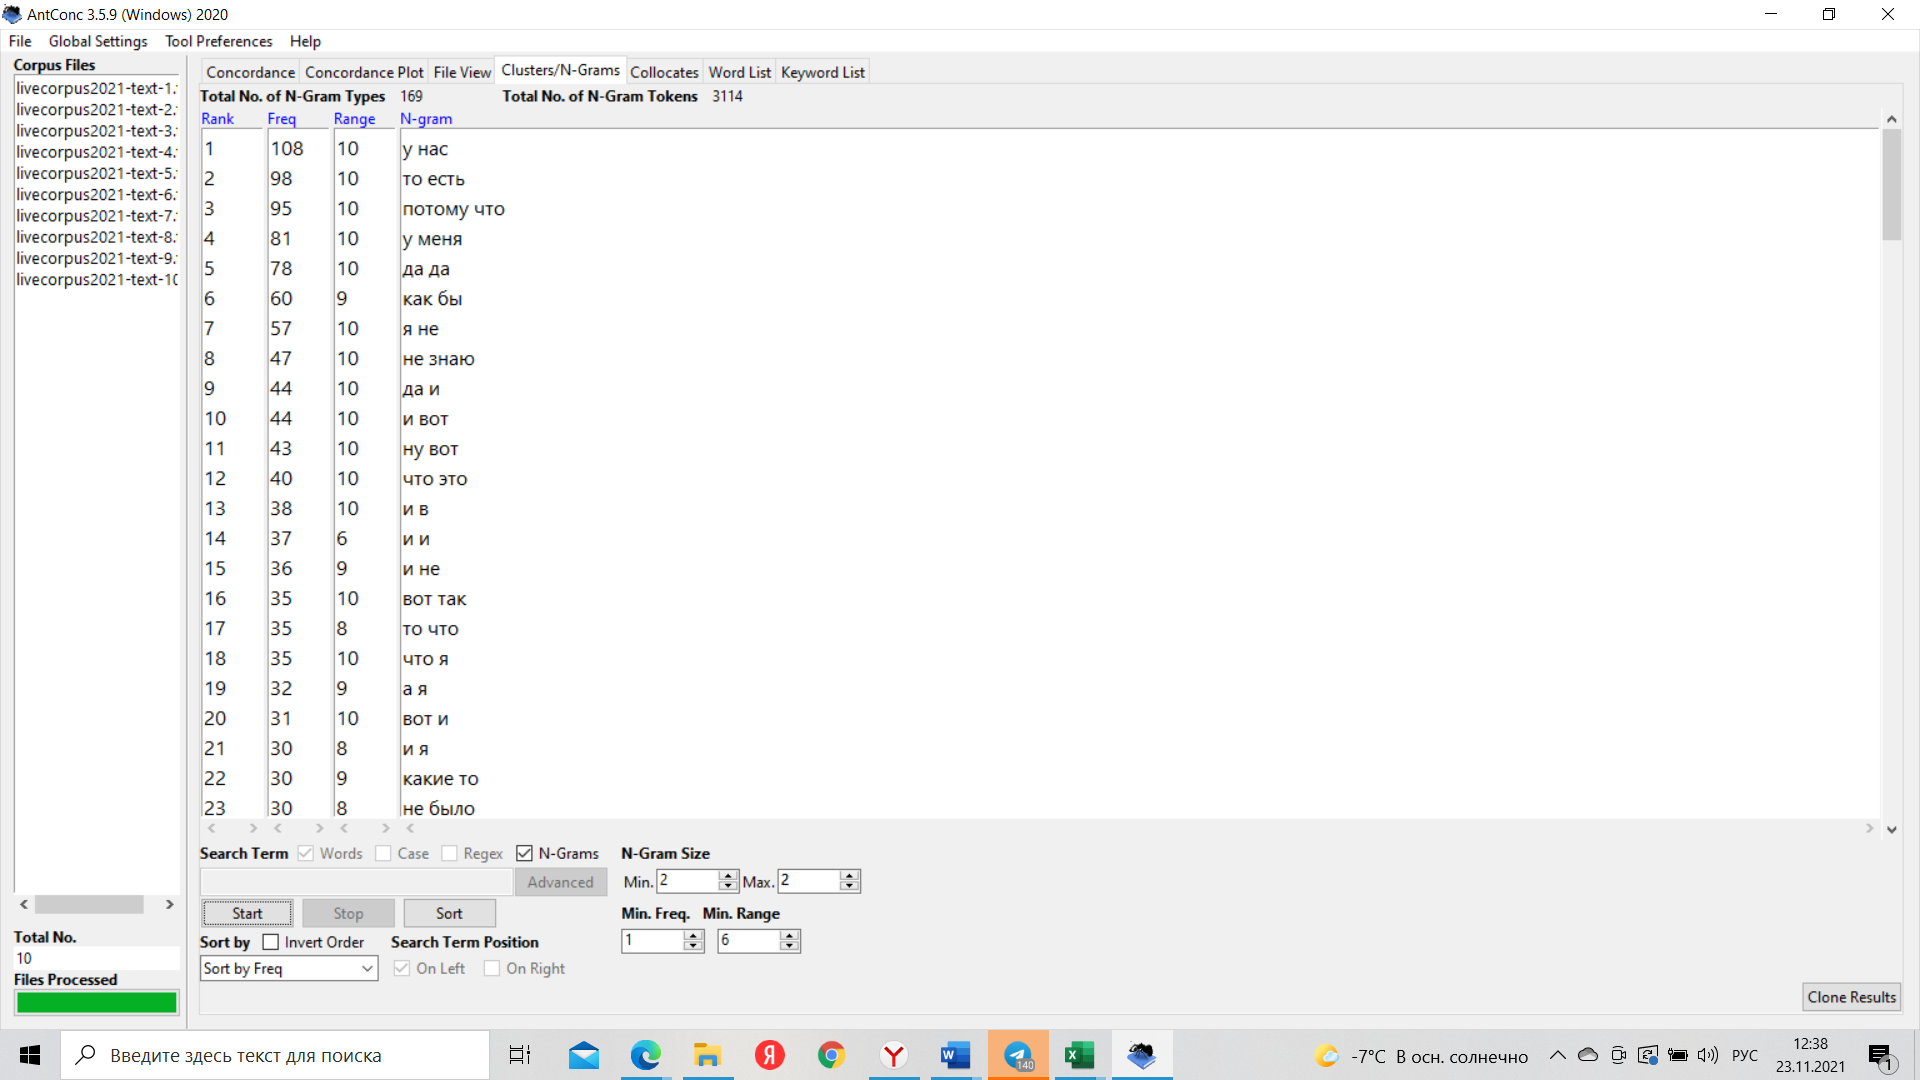 AntConc 3.5.9 (Windows) 2020
File Global Settings Tool Preferences Help
Corpus Files
livecorpus2021-text-1.
livecorpus2021-text-2.
livecorpus2021-text-3.
livecorpus2021-text-4.
livecorpus2021-text-5.
livecorpus2021-text-6.
livecorpus2021-text-7.
livecorpus2021-text-8.
livecorpus2021-text-9.
livecorpus2021-text-10
Total No.
10
Files Processed
Concordance Concordance Plot File View Clusters/N-Grams Collocates Word List Keyword List
Total No. of N-Gram Types 169 Total No. of N-Gram Tokens 3114
Rank Freq Range N-gram
1 108 10 у нас
2 98 10 то есть
3 95 10 потому что
4 81 10 у меня
5 78 10 да да
6 60 9 как бы
7 57 10 я не
8 47 10 не знаю
9 44 10 да и
10 44 10 и вот
11 43 10 ну вот
12 40 10 что это
13 38 10 и в
14 37 6 и и
15 36 9 и не
16 35 10 вот так
17 35 8 то что
18 35 10 что я
19 32 9 а я
20 31 10 вот и
21 30 8 и я
22 30 9 какие то
23 30 8 не было
Search Term Words Case Regex N-Grams N-Gram Size
Advanced Min. 2 Max. 2
Start Stop Sort Min. Freq. Min. Range
Sort by Invert Order Search Term Position 1 6
Sort by Freq On Left On Right
Clone Results
Введите здесь текст для поиска
140
-7°C В осн. солнечно
РУС
12:38
23.11.2021
1